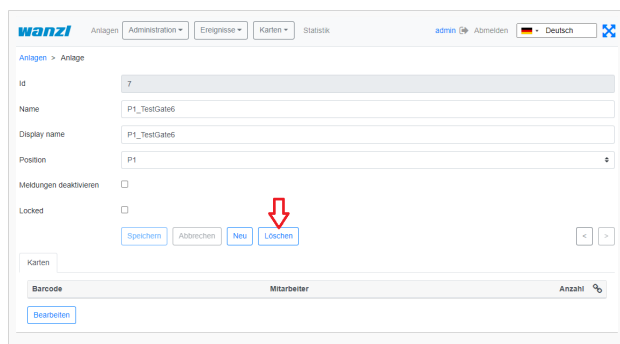 wanzl Anlagen Administration Ereignisse Karten Statistik admin Abmelden Deutsch
Anlagen > Anlage
Id 7
Name P1_TestGate6
Display name P1_TestGate6
Position P1
Meldungen deaktivieren
Locked
Speichern Abbrechen Neu Löschen < >
Karten
Barcode Mitarbeiter Anzahl
Bearbeiten